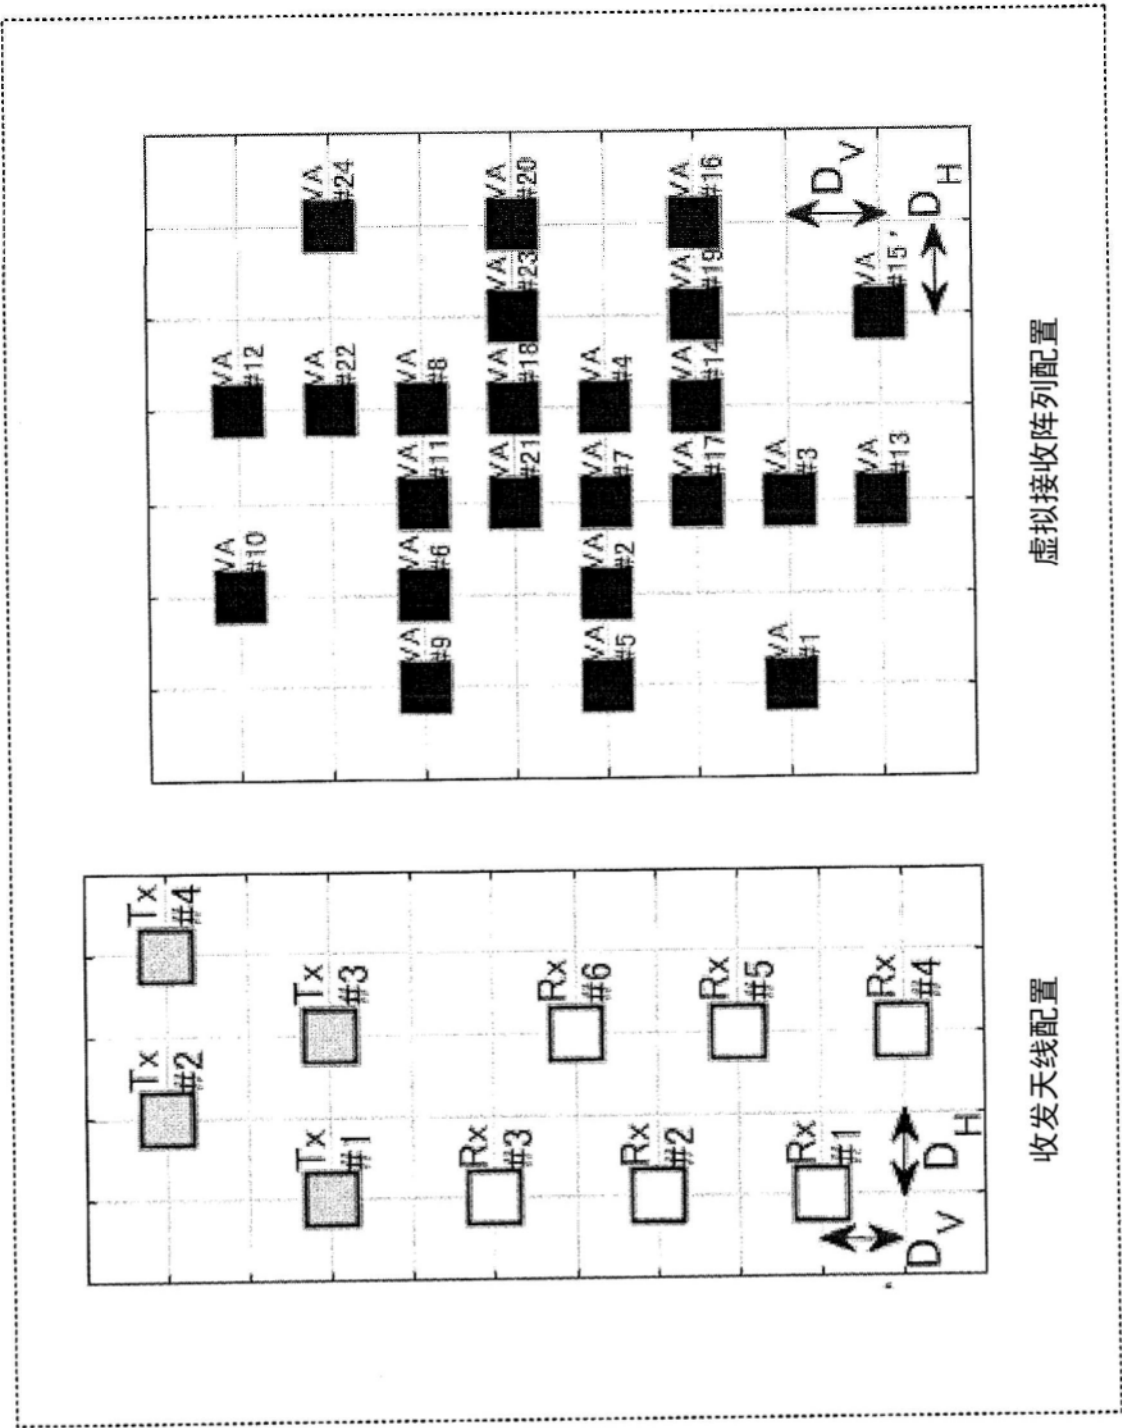 Tx
#2
Tx
#4
Tx
#1
Tx
#3
Rx
#3
Rx
#6
Rx
#2
Rx
#5
Rx
#1
Rx
#4
D_V
D_H
收发天线配置
VA
#10
VA
#12
VA
#22
VA
#24
VA
#9
VA
#6
VA
#11
VA
#8
VA
#21
VA
#18
VA
#23
VA
#20
VA
#5
VA
#2
VA
#7
VA
#4
VA
#17
VA
#14
VA
#19
VA
#16
VA
#1
VA
#3
VA
#13
VA
#15
D_V
D_H
虚拟接收阵列配置